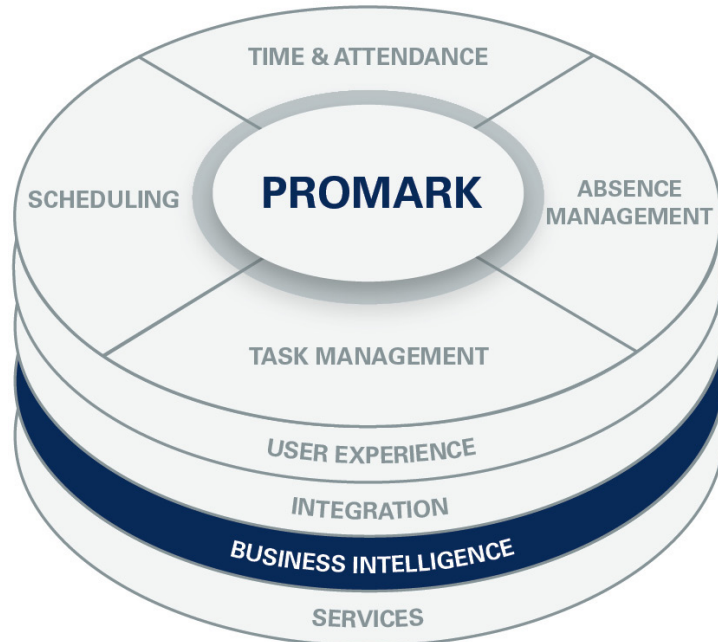 TIME & ATTENDANCE
SCHEDULING
PROMARK
ABSENCE
MANAGEMENT
TASK MANAGEMENT
USER EXPERIENCE
INTEGRATION
BUSINESS INTELLIGENCE
SERVICES